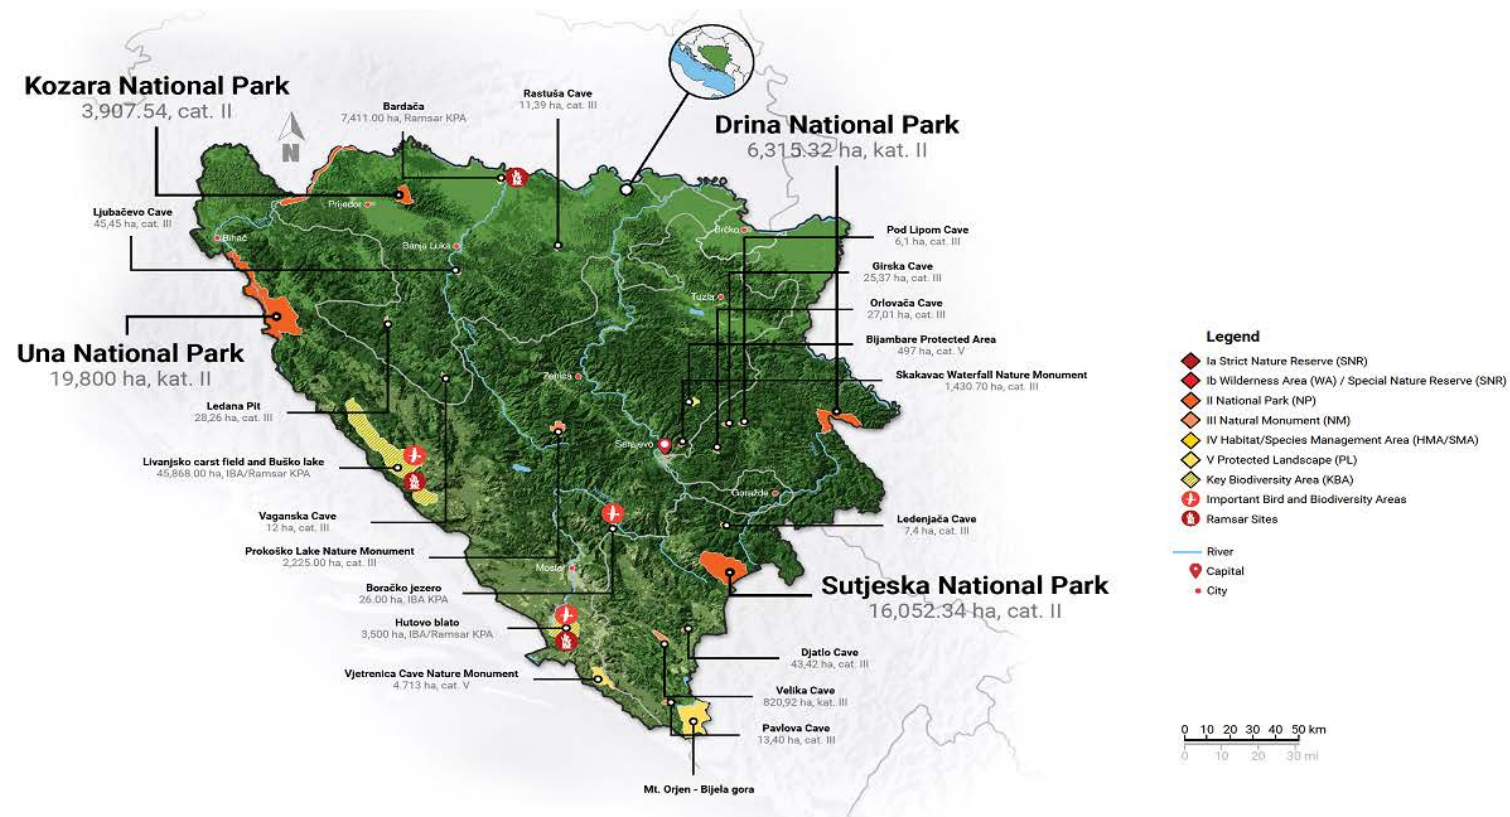 Kozara National Park
3,907.54, cat. II
N
Bardača
7,411.00 ha, Ramsar KPA
Rastuša Cave
11,39 ha, cat. III
Drina National Park
6,315.32 ha, kat. II
Ljubačevo Cave
45,45 ha, cat. III
Prijedor
Bihać
Banja Luka
Brčko
Tuzla
Zenica
Sarajevo
Goražde
Mostar
Pod Lipom Cave
6,1 ha, cat. III
Girska Cave
25,37 ha, cat. III
Orlovača Cave
27,01 ha, cat. III
Bijambare Protected Area
497 ha, cat. V
Skakavac Waterfall Nature Monument
1,430.70 ha, cat. III
Una National Park
19,800 ha, kat. II
Ledana Pit
28,26 ha, cat. III
Livanjsko carst field and Buško lake
45,868.00 ha, IBA/Ramsar KPA
Vaganska Cave
12 ha, cat. III
Prokoško Lake Nature Monument
2,225.00 ha, cat. III
Boračko jezero
26.00 ha, IBA KPA
Hutovo blato
3,500 ha, IBA/Ramsar KPA
Vjetrenica Cave Nature Monument
4.713 ha, cat. V
Ledenjača Cave
7,4 ha, cat. III
Sutjeska National Park
16,052.34 ha, cat. II
Djatlo Cave
43,42 ha, cat. III
Velika Cave
820,92 ha, kat. III
Pavlova Cave
13,40 ha, cat. III
Mt. Orjen - Bijela gora
Legend
Ia Strict Nature Reserve (SNR)
Ib Wilderness Area (WA) / Special Nature Reserve (SNR)
II National Park (NP)
III Natural Monument (NM)
IV Habitat/Species Management Area (HMA/SMA)
V Protected Landscape (PL)
Key Biodiversity Area (KBA)
Important Bird and Biodiversity Areas
Ramsar Sites
River
Capital
City
0 10 20 30 40 50 km
0 10 20 30 mi